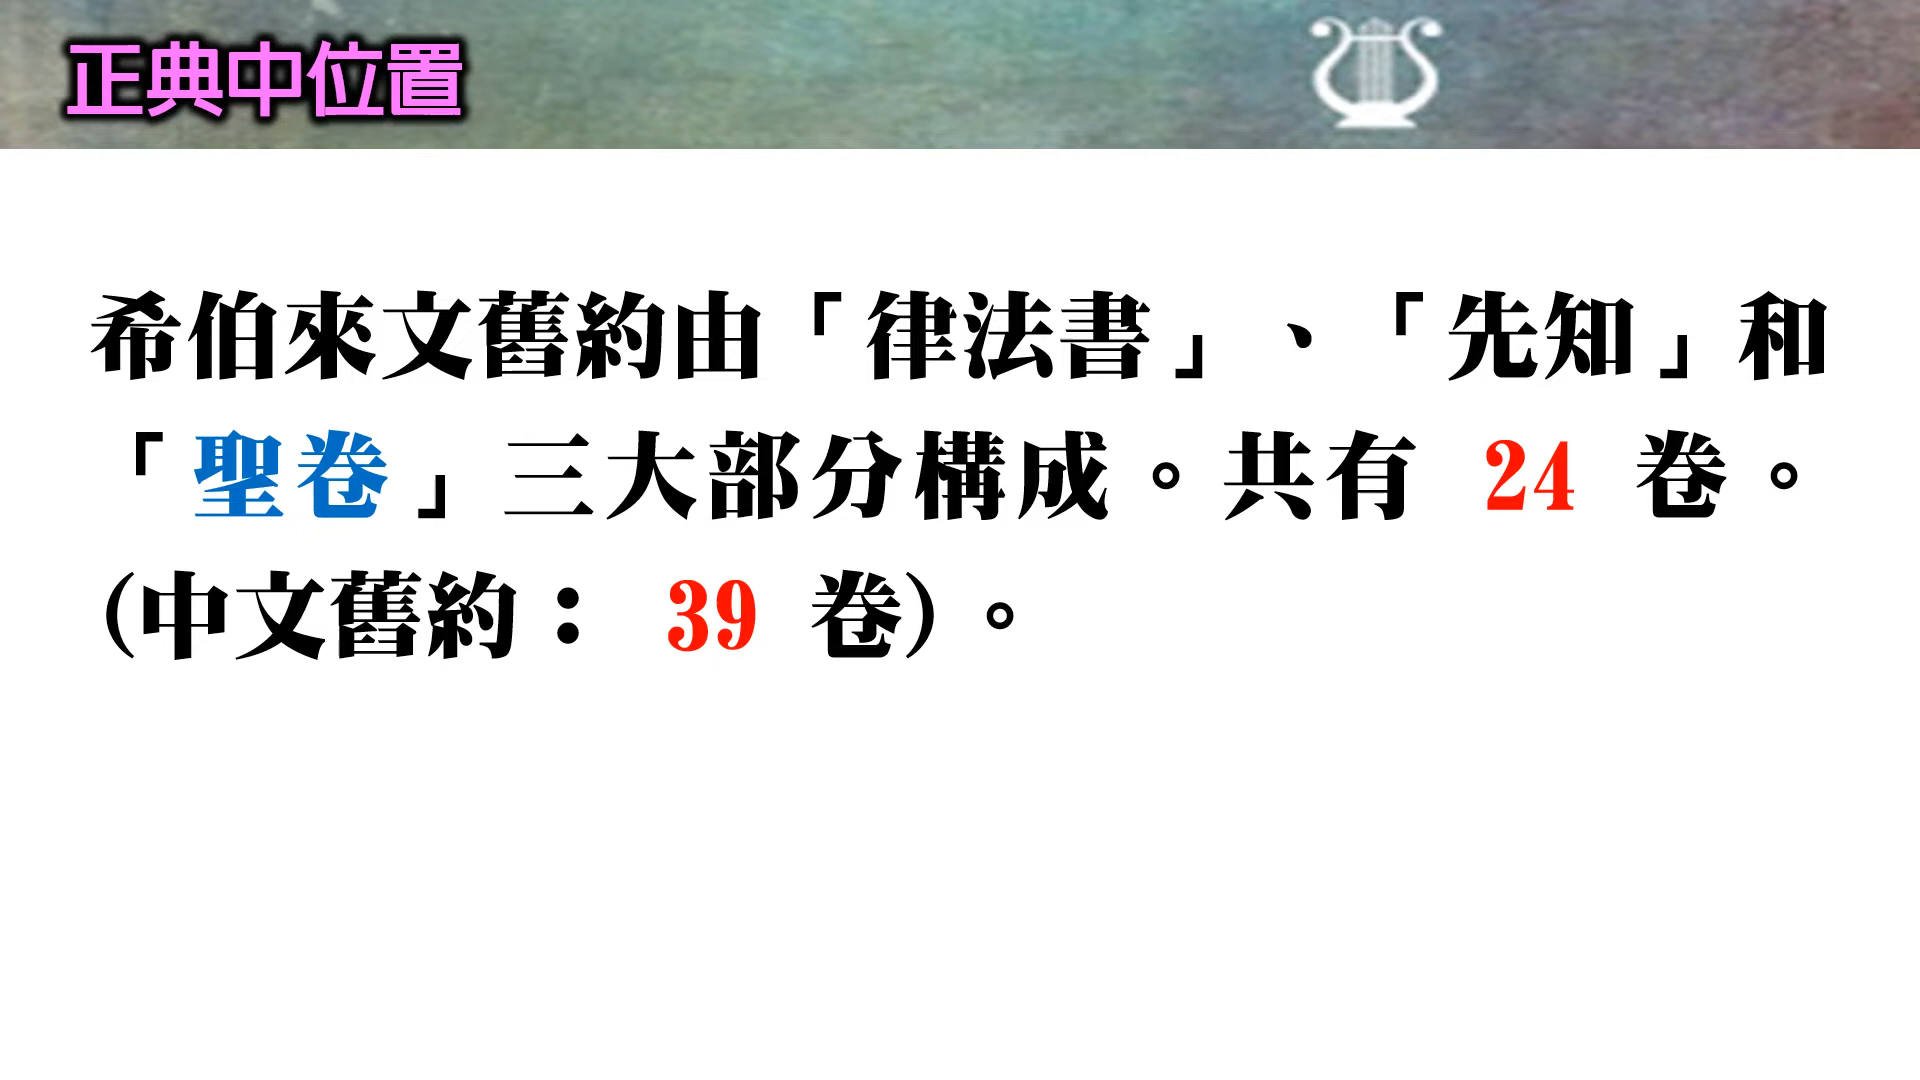 正典中位置
希伯來文舊約由「律法書」、「先知」和
「聖卷」三大部分構成。共有 24 卷。
(中文舊約： 39 卷)。